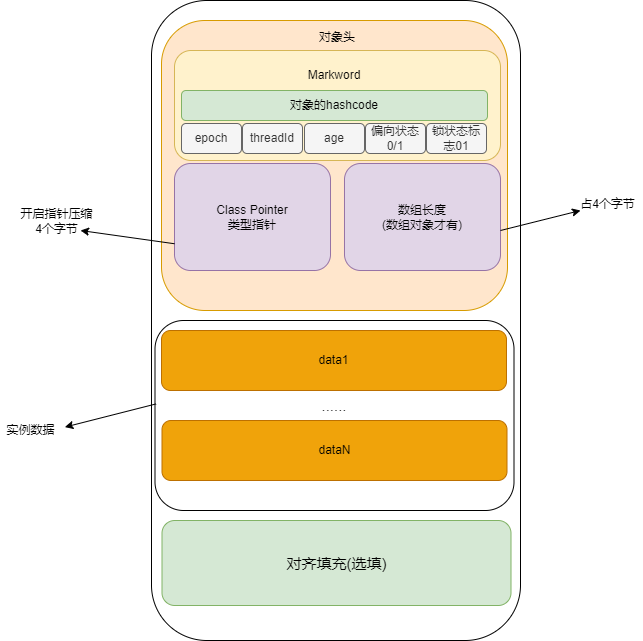 对象头
Markword
对象的hashcode
epoch
threadId
age
偏向状态
0/1
锁状态标
志01
开启指针压缩
4个字节
Class Pointer
类型指针
数组长度
(数组对象才有)
占4个字节
data1
……
实例数据
dataN
对齐填充(选填)